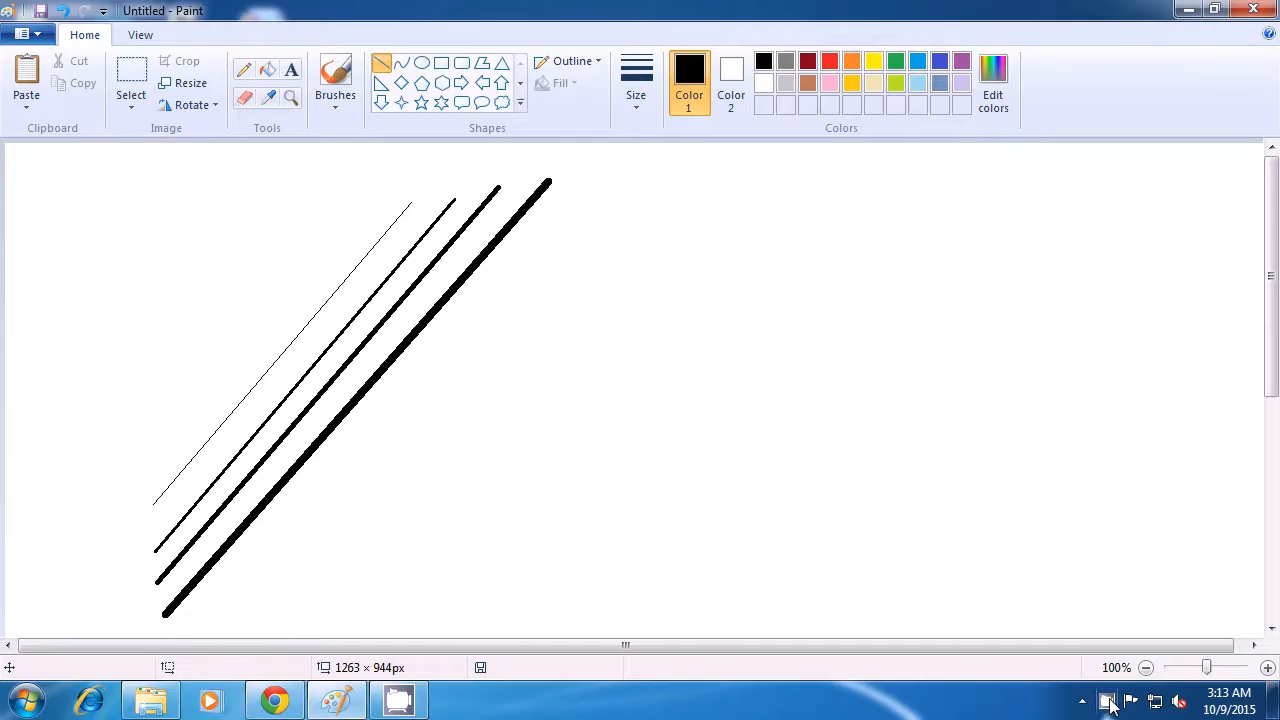 Untitled - Paint
Home View
Paste
Cut
Copy
Clipboard
Select
Crop
Resize
Rotate
Image
A
Tools
Brushes
Outline
Fill
Shapes
Size
Color
1
Color
2
Edit
colors
Colors
1263 × 944px
100%
3:13 AM
10/9/2015